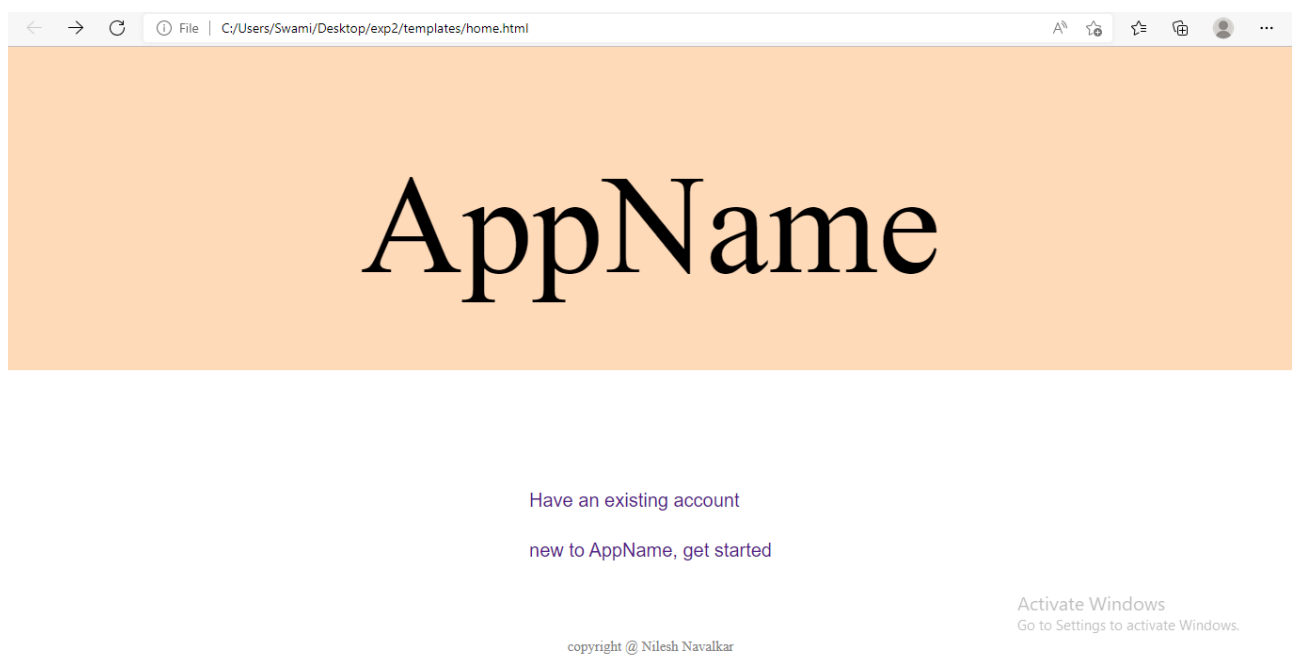 File | C:/Users/Swami/Desktop/exp2/templates/home.html
AppName
Have an existing account
new to AppName, get started
Activate Windows
Go to Settings to activate Windows.
copyright @ Nilesh Navalkar